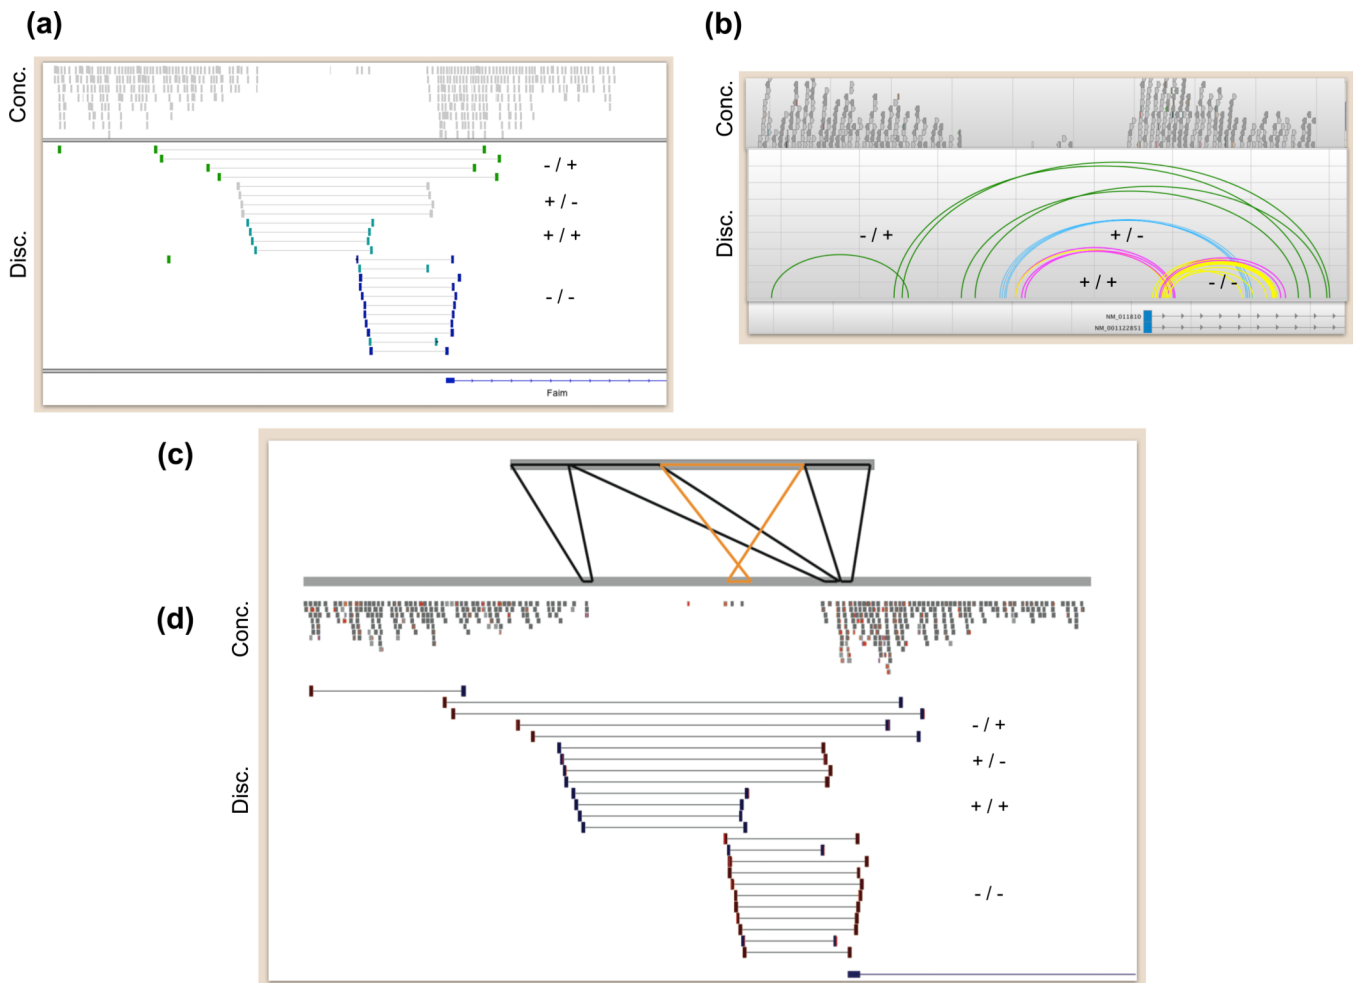 (a)
Conc.
Disc.
- / +
+ / -
+ / +
- / -
Faim
(b)
Conc.
Disc.
- / +
+ / -
+ / +
- / -
NM_011810
NM_001122851
(c)
(d)
Conc.
Disc.
- / +
+ / -
+ / +
- / -